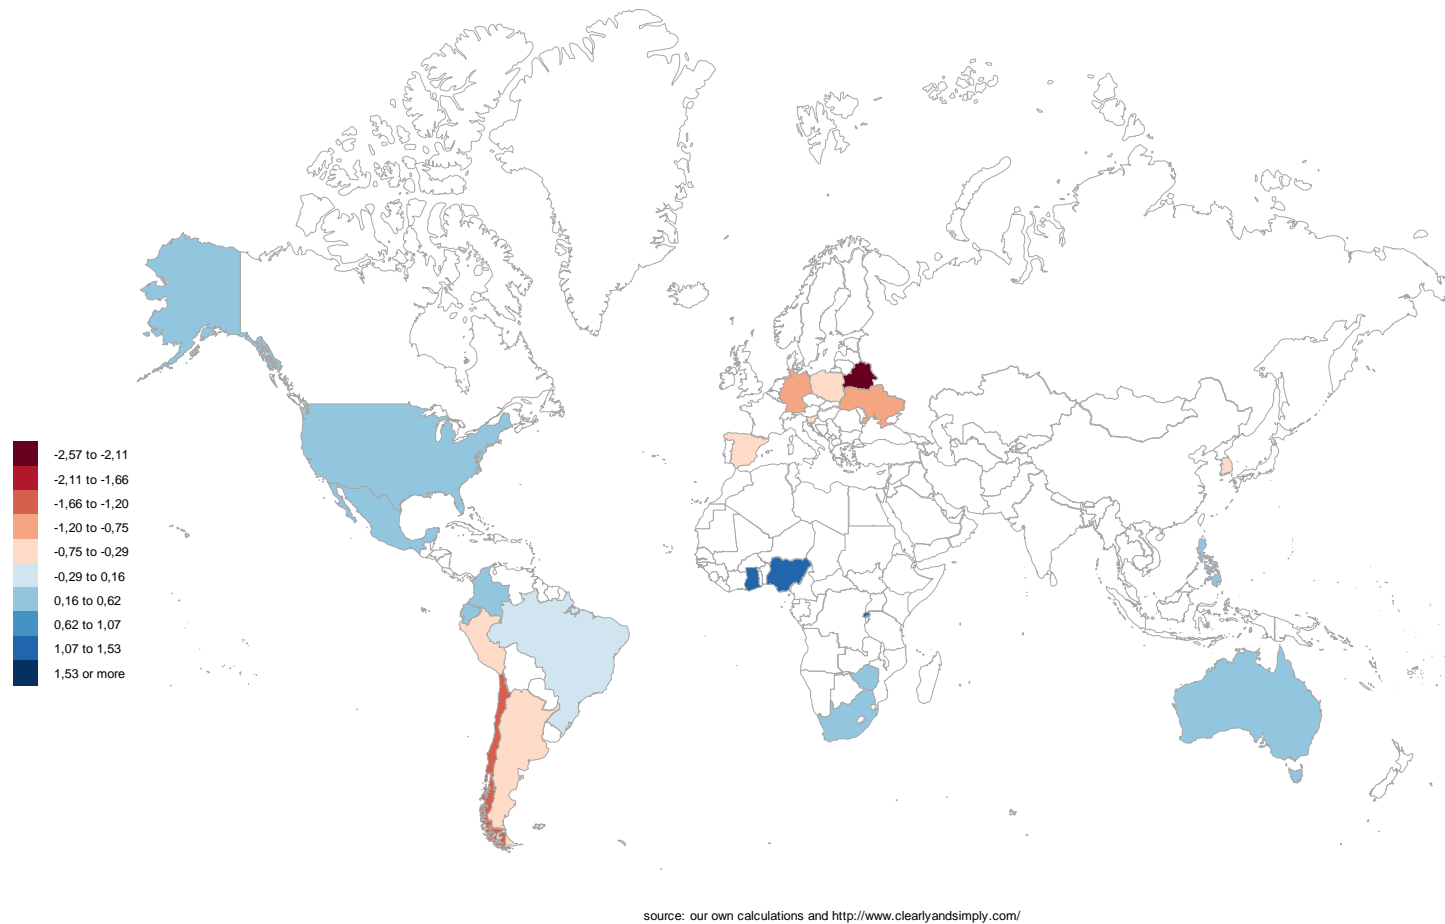 -2,57 to -2,11
-2,11 to -1,66
-1,66 to -1,20
-1,20 to -0,75
-0,75 to -0,29
-0,29 to 0,16
0,16 to 0,62
0,62 to 1,07
1,07 to 1,53
1,53 or more
source: our own calculations and http://www.clearlyandsimply.com/